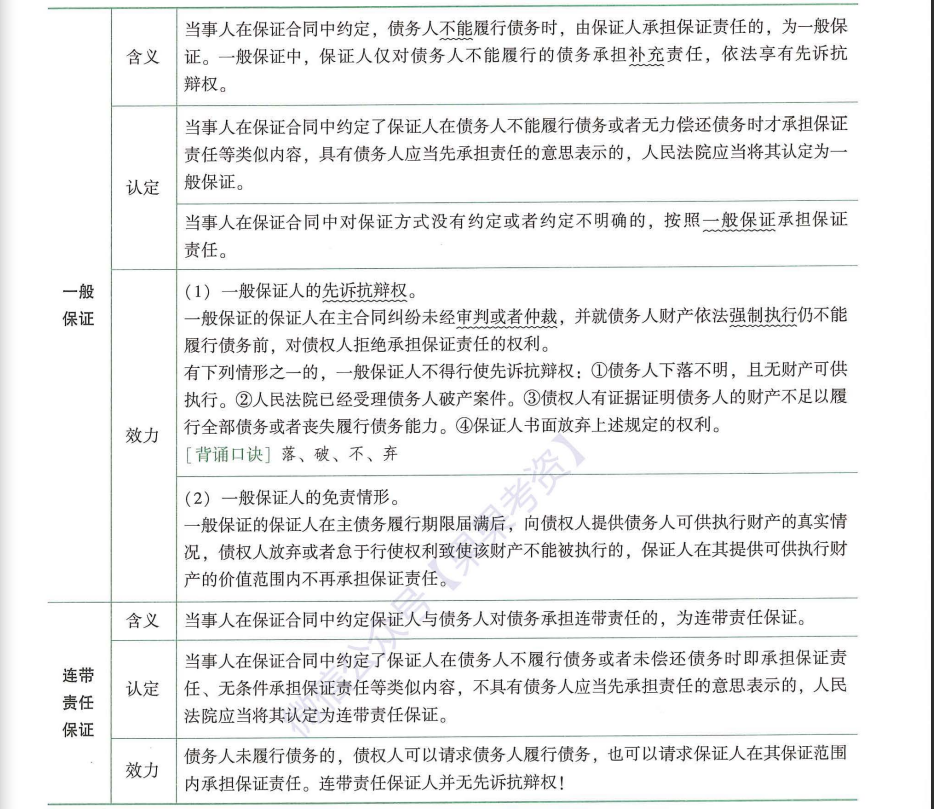 一般
保证
含义
当事人在保证合同中约定，债务人不能履行债务时，由保证人承担保证责任的，为一般保
证。一般保证中，保证人仅对债务人不能履行的债务承担补充责任，依法享有先诉抗
辩权。
认定
当事人在保证合同中约定了保证人在债务人不能履行债务或者无力偿还债务时才承担保证
责任等类似内容，具有债务人应当先承担责任的意思表示的，人民法院应当将其认定为一
般保证。
当事人在保证合同中对保证方式没有约定或者约定不明确的，按照一般保证承担保证
责任。
效力
（1）一般保证人的先诉抗辩权。
一般保证的保证人在主合同纠纷未经审判或者仲裁，并就债务人财产依法强制执行仍不能
履行债务前，对债权人拒绝承担保证责任的权利。
有下列情形之一的，一般保证人不得行使先诉抗辩权：①债务人下落不明，且无财产可供
执行。②人民法院已经受理债务人破产案件。③债权人有证据证明债务人的财产不足以履
行全部债务或者丧失履行债务能力。④保证人书面放弃上述规定的权利。
［背诵口诀］落、破、不、弃
（2）一般保证人的免责情形。
一般保证的保证人在主债务履行期限届满后，向债权人提供债务人可供执行财产的真实情
况，债权人放弃或者怠于行使权利致使该财产不能被执行的，保证人在其提供可供执行财
产的价值范围内不再承担保证责任。
连带
责任
保证
含义
当事人在保证合同中约定保证人与债务人对债务承担连带责任的，为连带责任保证。
认定
当事人在保证合同中约定了保证人在债务人不履行债务或者未偿还债务时即承担保证责
任、无条件承担保证责任等类似内容，不具有债务人应当先承担责任的意思表示的，人民
法院应当将其认定为连带责任保证。
效力
债务人未履行债务的，债权人可以请求债务人履行债务，也可以请求保证人在其保证范围
内承担保证责任。连带责任保证人并无先诉抗辩权！
微信公众号【果果考资】